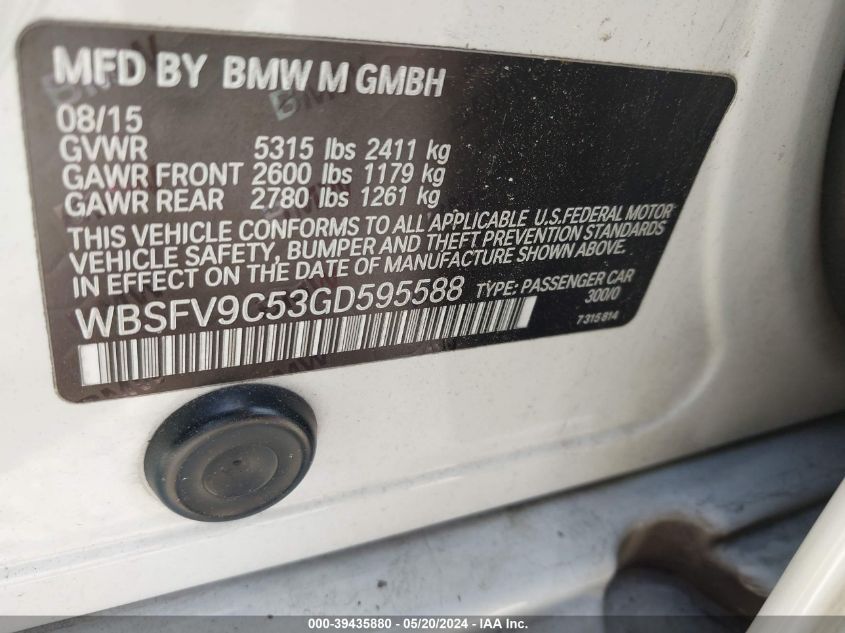 MFD BY BMW M GMBH
08/15
GVWR 5315 lbs 2411 kg
GAWR FRONT 2600 lbs 1179 kg
GAWR REAR 2780 lbs 1261 kg
THIS VEHICLE CONFORMS TO ALL APPLICABLE U.S.FEDERAL MOTOR
VEHICLE SAFETY, BUMPER AND THEFT PREVENTION STANDARDS
IN EFFECT ON THE DATE OF MANUFACTURE SHOWN ABOVE.
WBSFV9C53GD595588 TYPE: PASSENGER CAR
300/0
7315814
000-39435880 / 05/20/2024 - IAA Inc.